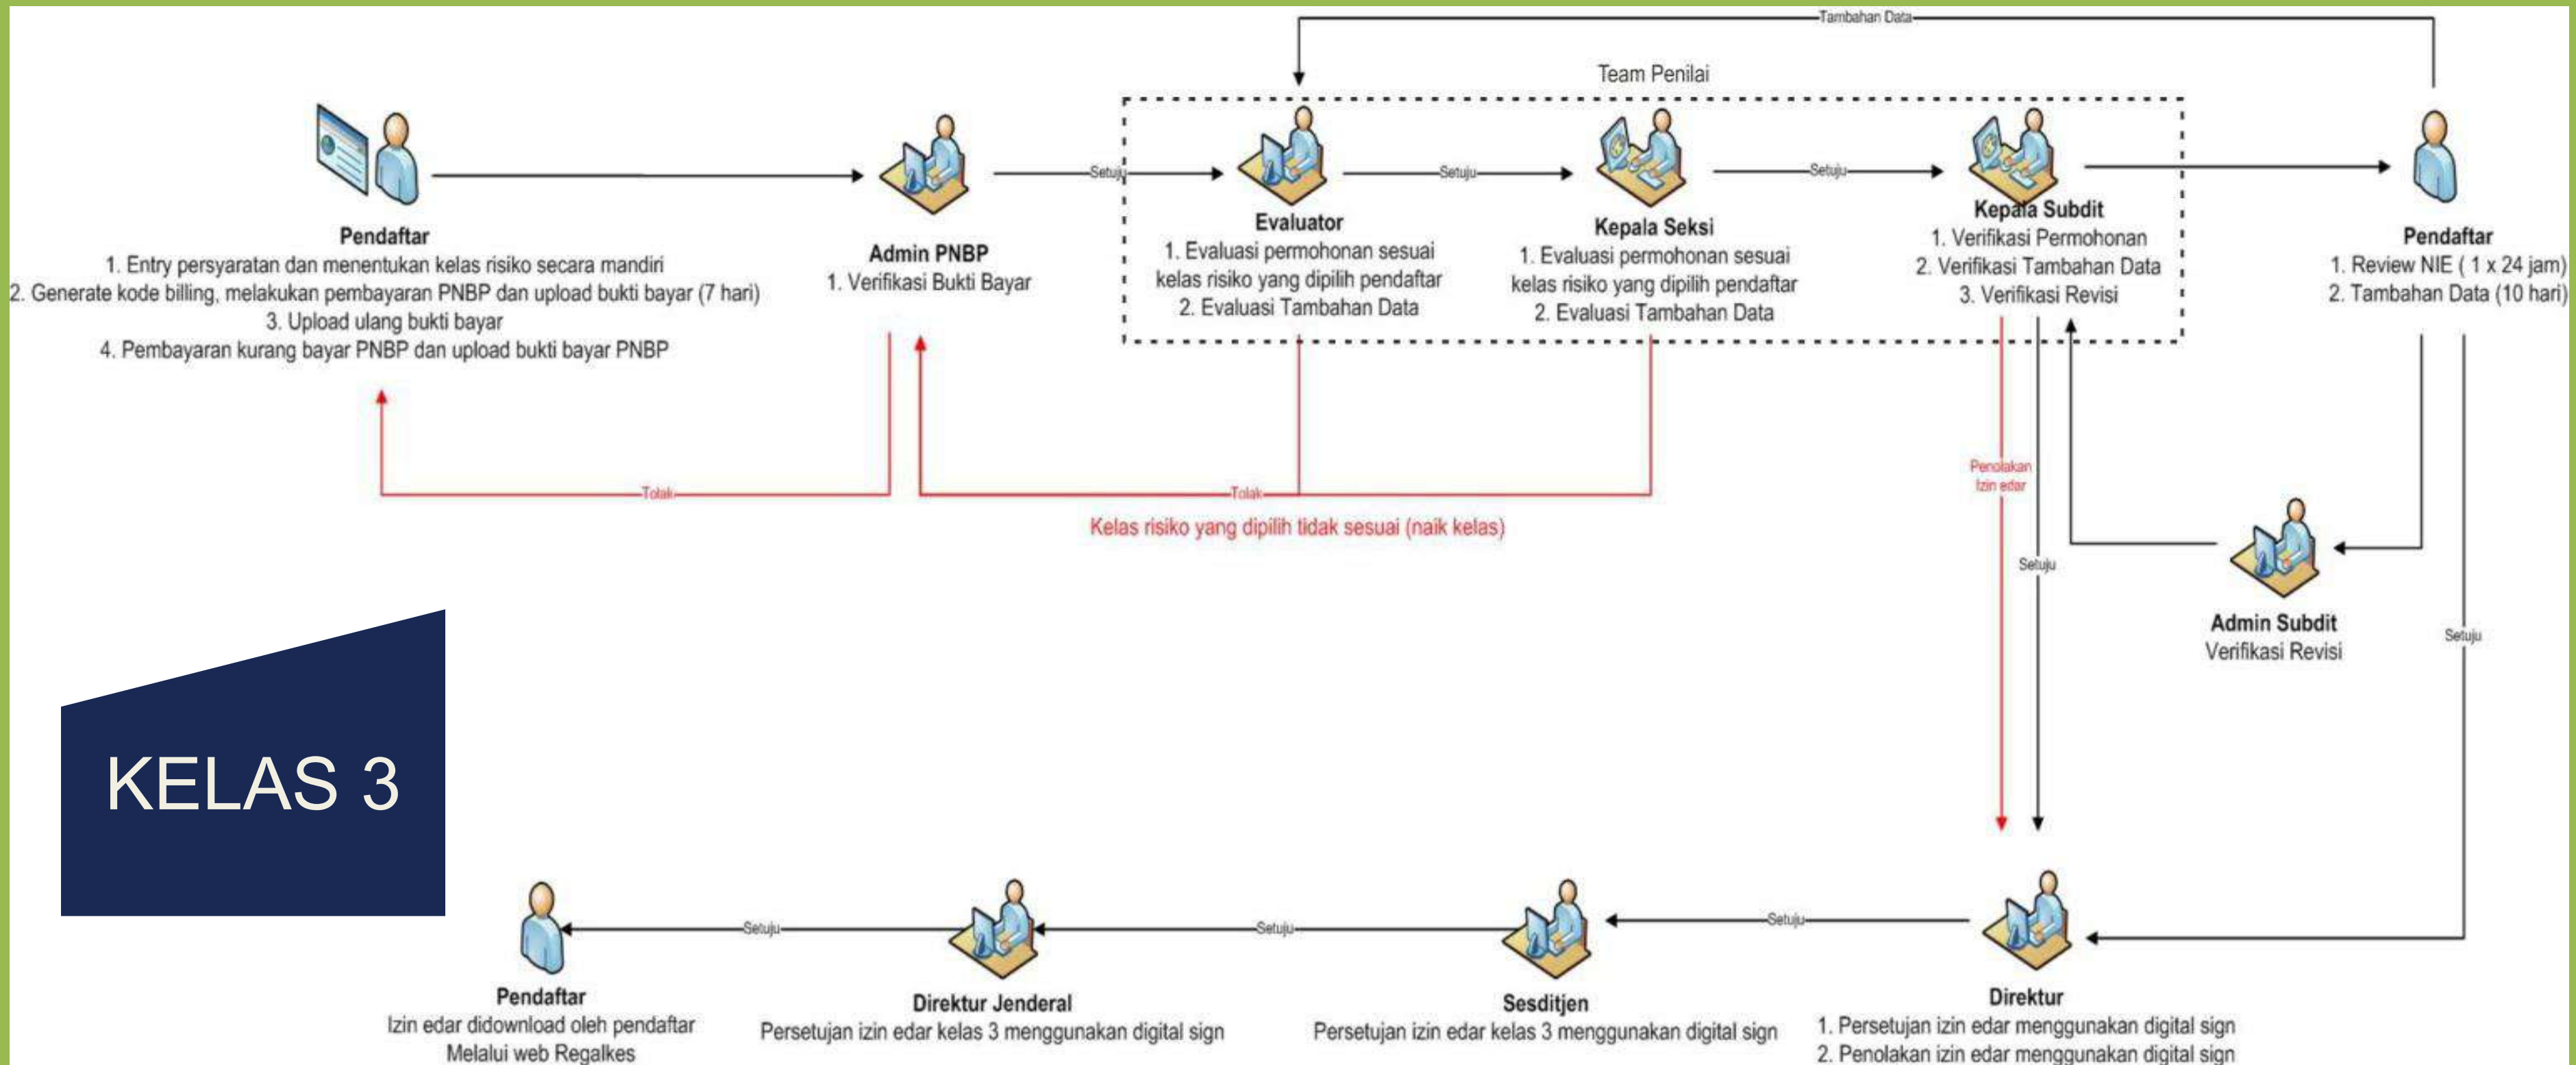 Tambahan Data
Team Penilai
Pendaftar
1. Entry persyaratan dan menentukan kelas risiko secara mandiri
2. Generate kode billing, melakukan pembayaran PNBP dan upload bukti bayar (7 hari)
3. Upload ulang bukti bayar
4. Pembayaran kurang bayar PNBP dan upload bukti bayar PNBP
Admin PNBP
1. Verifikasi Bukti Bayar
Setuju
Evaluator
1. Evaluasi permohonan sesuai
kelas risiko yang dipilih pendaftar
2. Evaluasi Tambahan Data
Setuju
Kepala Seksi
1. Evaluasi permohonan sesuai
kelas risiko yang dipilih pendaftar
2. Evaluasi Tambahan Data
Setuju
Kepala Subdit
1. Verifikasi Permohonan
2. Verifikasi Tambahan Data
3. Verifikasi Revisi
Pendaftar
1. Review NIE ( 1 x 24 jam)
2. Tambahan Data (10 hari)
Tolak
Tolak
Kelas risiko yang dipilih tidak sesuai (naik kelas)
Penolakan
Izin edar
Setuju
Admin Subdit
Verifikasi Revisi
Setuju
KELAS 3
Setuju
Setuju
Setuju
Pendaftar
Izin edar didownload oleh pendaftar
Melalui web Regalkes
Direktur Jenderal
Persetujan izin edar kelas 3 menggunakan digital sign
Sesditjen
Persetujan izin edar kelas 3 menggunakan digital sign
Direktur
1. Persetujan izin edar menggunakan digital sign
2. Penolakan izin edar menggunakan digital sign